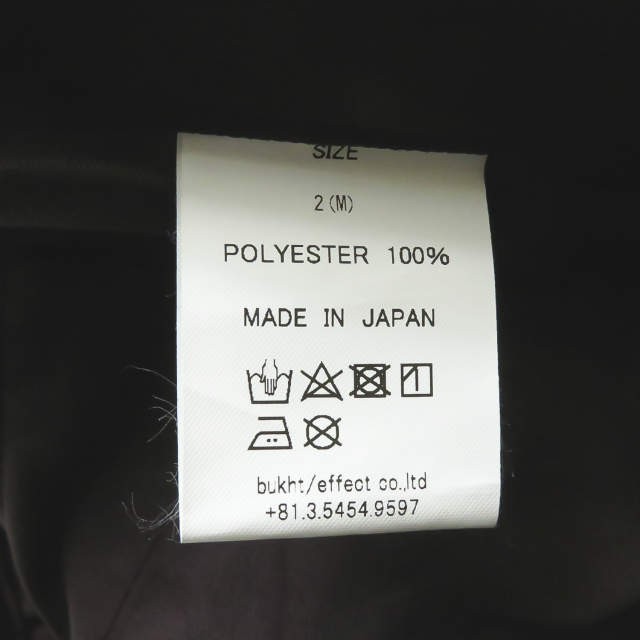 SIZE
2(M)
POLYESTER 100%
MADE IN JAPAN
bukht/effect co.,ltd
+81.3.5454.9597